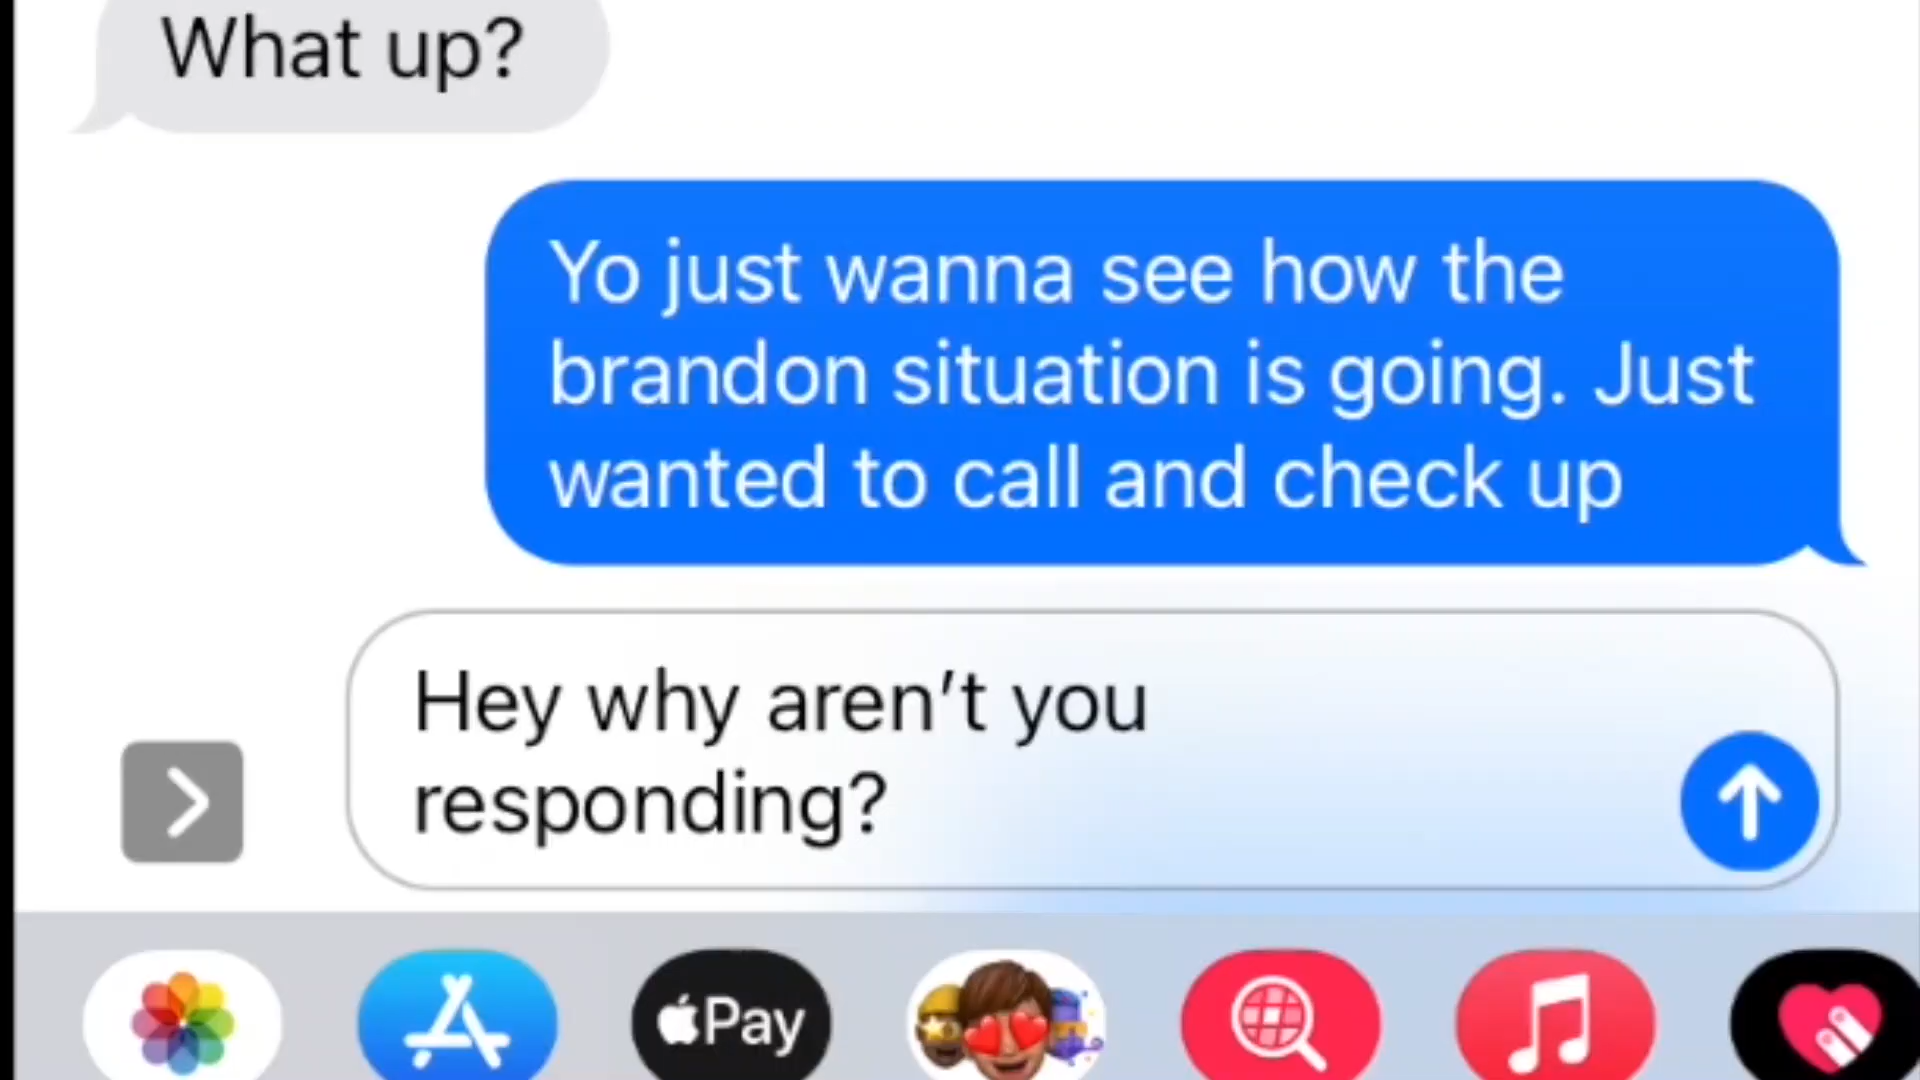 What up?
Yo just wanna see how the
brandon situation is going. Just
wanted to call and check up
Hey why aren't you
responding?
Pay